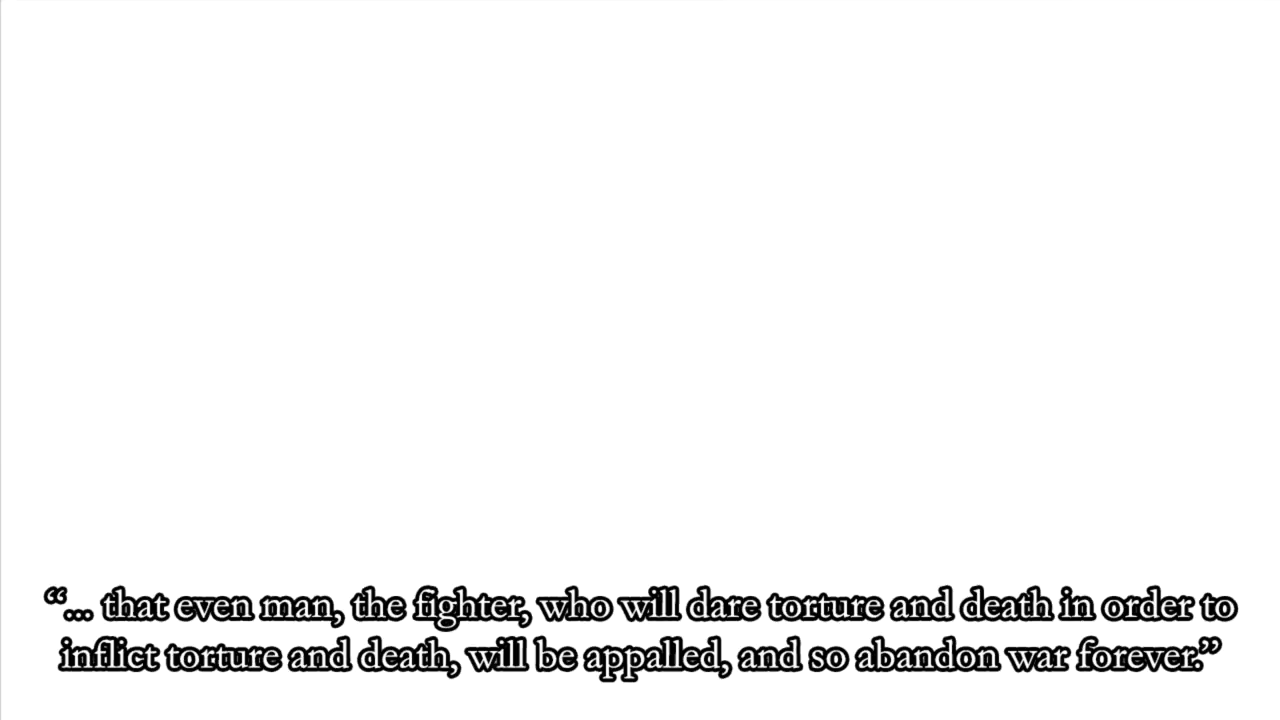 “... that even man, the fighter, who will dare torture and death in order to
inflict torture and death, will be appalled, and so abandon war forever.”